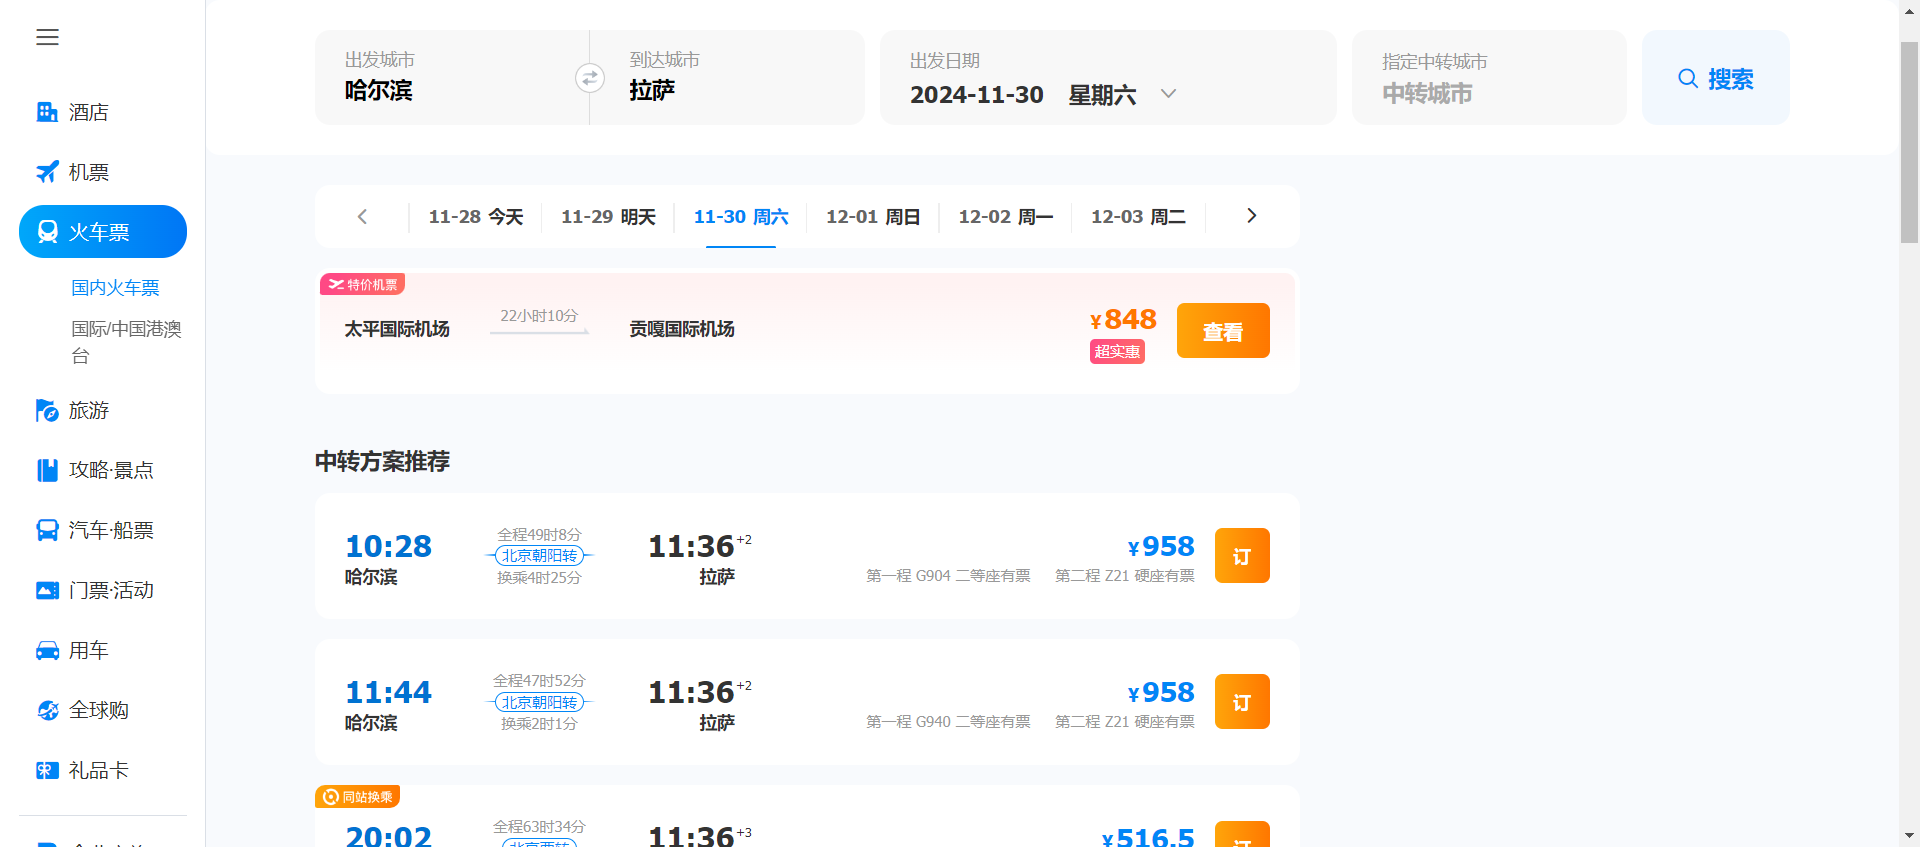 酒店
机票
火车票
国内火车票
国际/中国港澳
台
旅游
攻略·景点
汽车·船票
门票·活动
用车
全球购
礼品卡
出发城市
哈尔滨
到达城市
拉萨
出发日期
2024-11-30 星期六
指定中转城市
中转城市
搜索
11-28 今天
11-29 明天
11-30 周六
12-01 周日
12-02 周一
12-03 周二
特价机票
太平国际机场
22小时10分
贡嘎国际机场
¥848
超实惠
查看
中转方案推荐
10:28
哈尔滨
全程49时8分
北京朝阳转
换乘4时25分
11:36+2
拉萨
第一程 G904 二等座有票
第二程 Z21 硬座有票
¥958
订
11:44
哈尔滨
全程47时52分
北京朝阳转
换乘2时1分
11:36+2
拉萨
第一程 G940 二等座有票
第二程 Z21 硬座有票
¥958
订
同站换乘
20:02
全程63时34分
北京西转
11:36+3
¥516.5
订